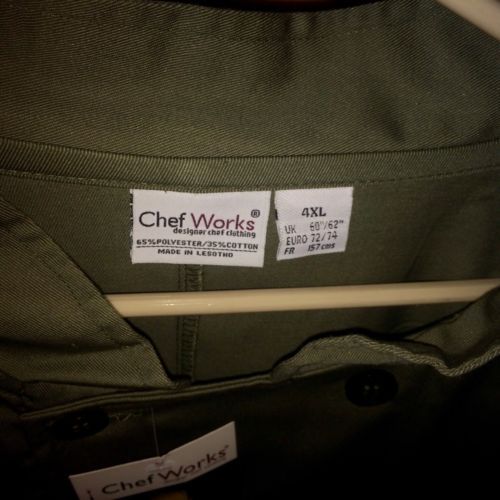 Chef Works®
designer chef clothing
65%POLYESTER/35%COTTON
MADE IN LESOTHO
4XL
UK 60"/62"
EURO 72/74
FR 157cms
Chef Works